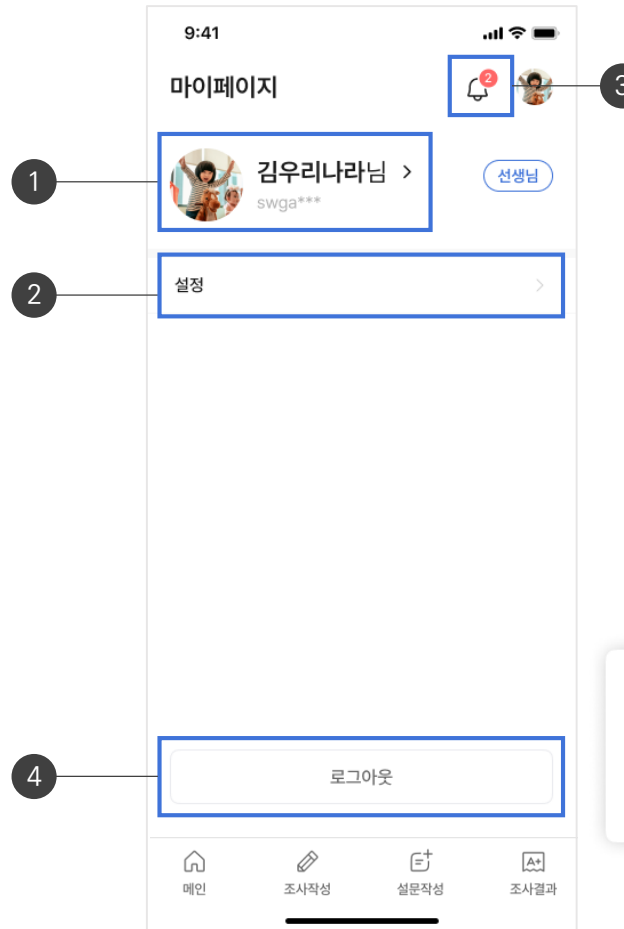 9:41
마이페이지
2
3
1
김우리나라님
swga***
선생님
2
설정
4
로그아웃
메인
조사작성
설문작성
A+
조사결과